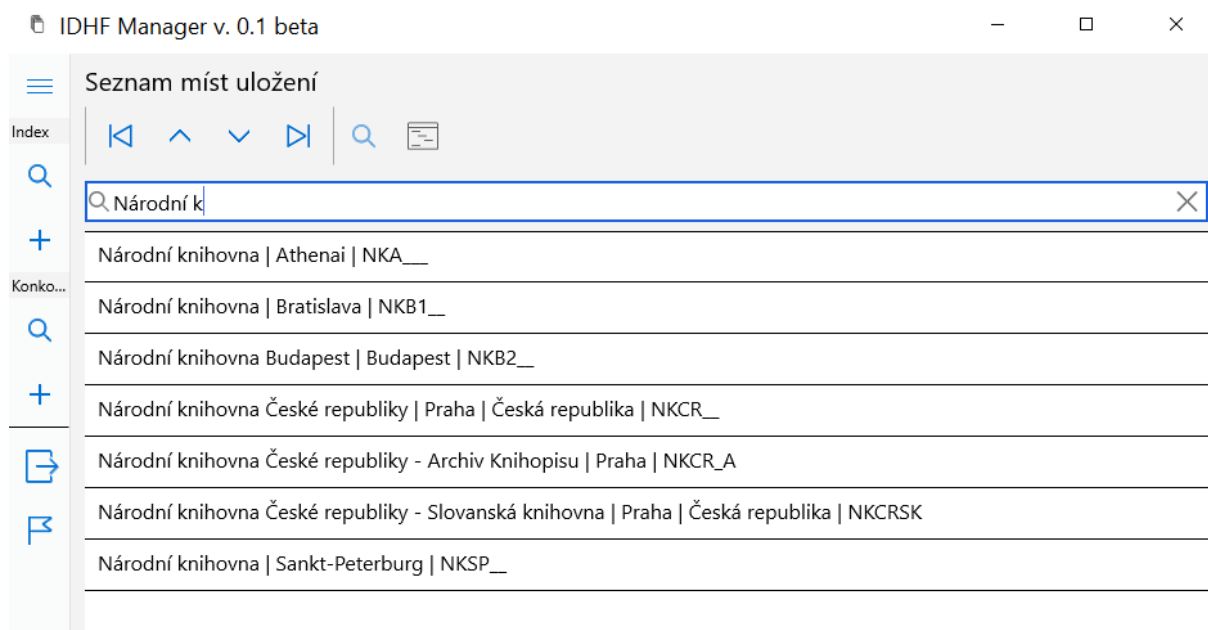 IDHF Manager v. 0.1 beta
Seznam míst uložení
Index
Národní k
Národní knihovna | Athenai | NKA___
Konko...
Národní knihovna | Bratislava | NKB1__
Národní knihovna Budapest | Budapest | NKB2__
Národní knihovna České republiky | Praha | Česká republika | NKCR__
Národní knihovna České republiky - Archiv Knihopisu | Praha | NKCR_A
Národní knihovna České republiky - Slovanská knihovna | Praha | Česká republika | NKCRSK
Národní knihovna | Sankt-Peterburg | NKSP__